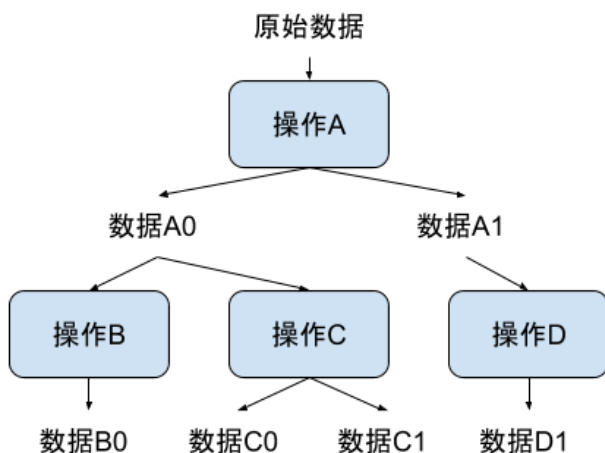 原始数据
操作A
数据A0
数据A1
操作B
操作C
操作D
数据B0
数据C0
数据C1
数据D1